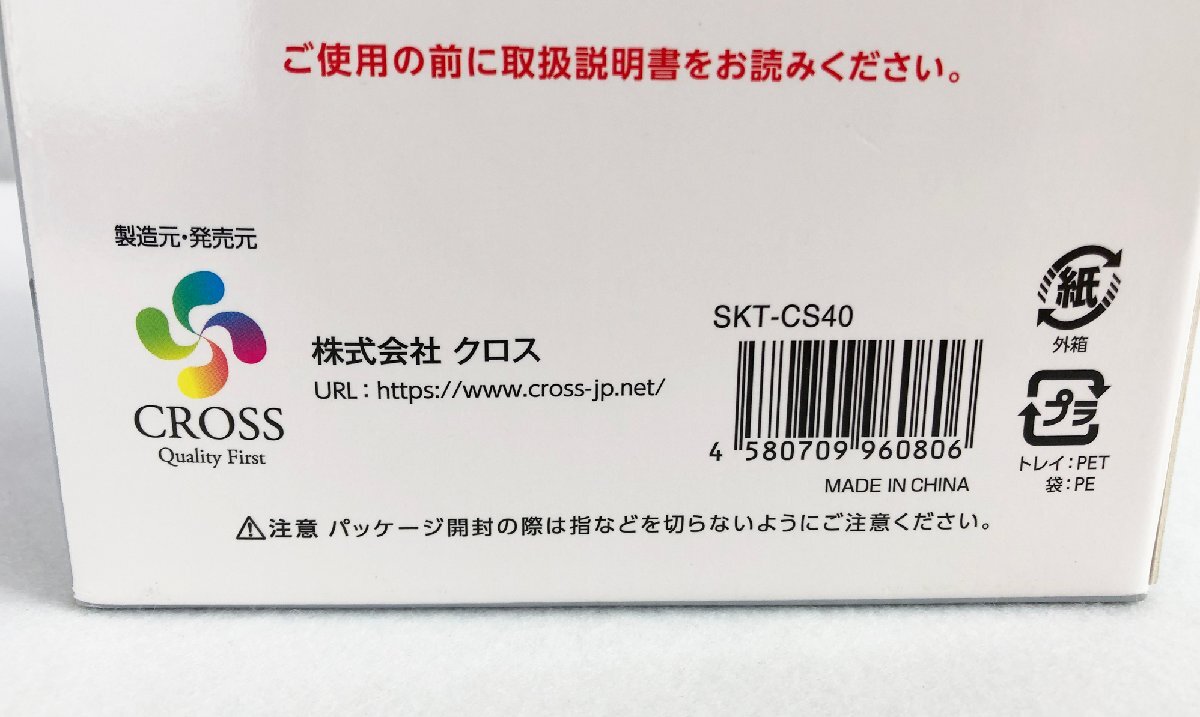 ご使用の前に取扱説明書をお読みください。
製造元・発売元
CROSS
Quality First
株式会社 クロス
URL：https://www.cross-jp.net/
SKT-CS40
4 580709 960806
MADE IN CHINA
紙
外箱
プラ
トレイ：PET
袋：PE
⚠注意 パッケージ開封の際は指などを切らないようにご注意ください。